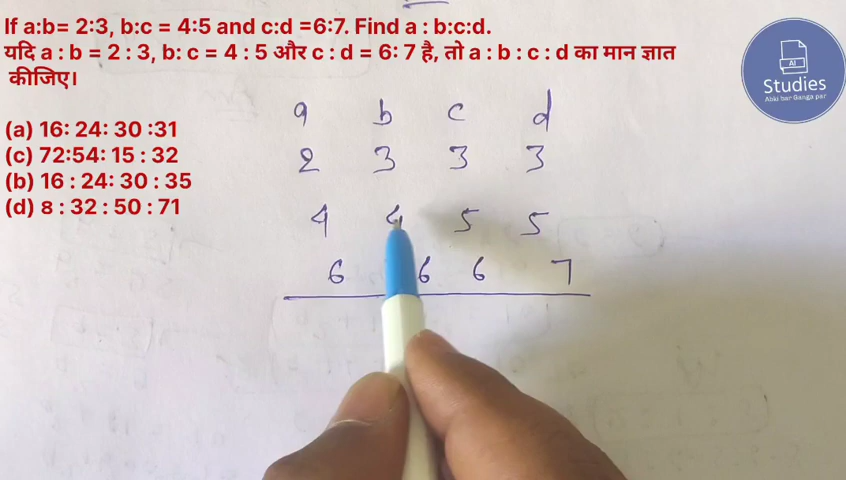 If a:b= 2:3, b:c = 4:5 and c:d =6:7. Find a : b:c:d.
यदि a : b = 2 : 3, b: c = 4 : 5 और c : d = 6: 7 है, तो a : b : c : d का मान ज्ञात
कीजिए।
(a) 16: 24: 30 :31
(c) 72:54: 15 : 32
(b) 16 : 24: 30 : 35
(d) 8 : 32 : 50 : 71
a b c d
2 3 3 3
4 4 5 5
6 6 6 7
AI
Studies
Abki bar Ganga par